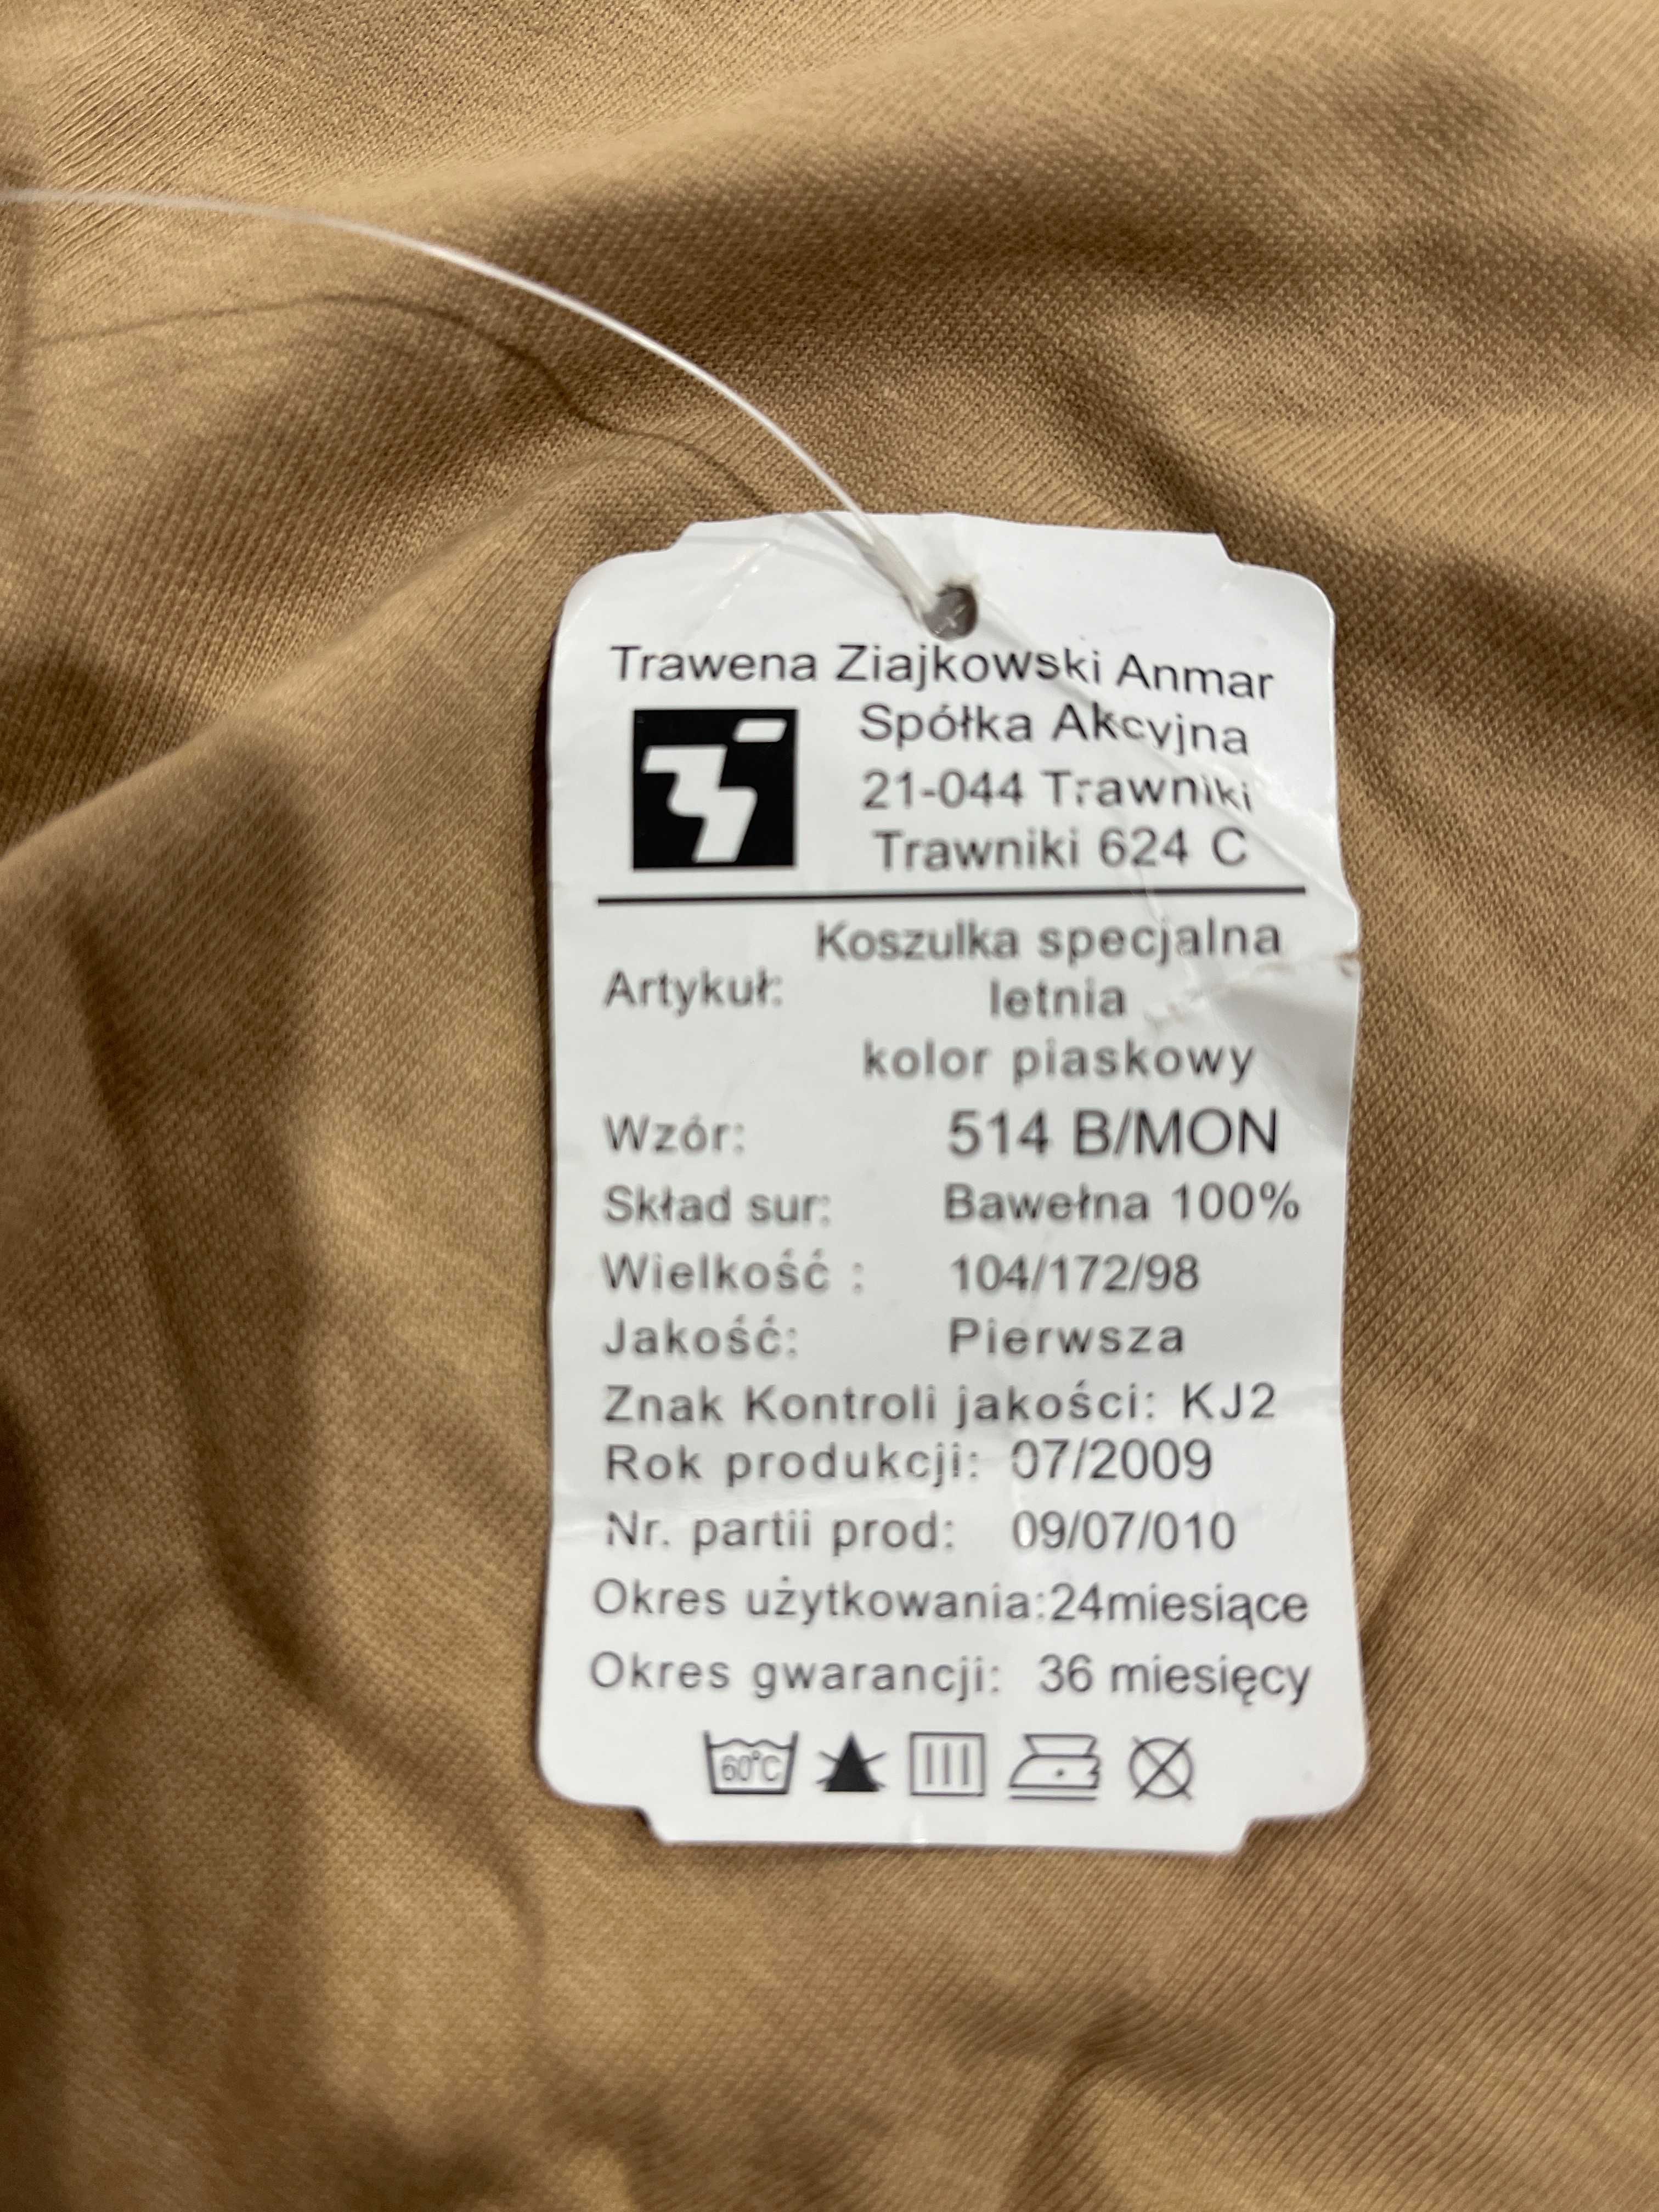 Trawena Ziajkowski Anmar
Spółka Akcyjna
21-044 Trawniki
Trawniki 624 C
Artykuł: Koszulka specjalna
letnia
kolor piaskowy
Wzór: 514 B/MON
Skład sur: Bawełna 100%
Wielkość : 104/172/98
Jakość: Pierwsza
Znak Kontroli jakości: KJ2
Rok produkcji: 07/2009
Nr. partii prod: 09/07/010
Okres użytkowania:24miesiące
Okres gwarancji: 36 miesięcy
60°C